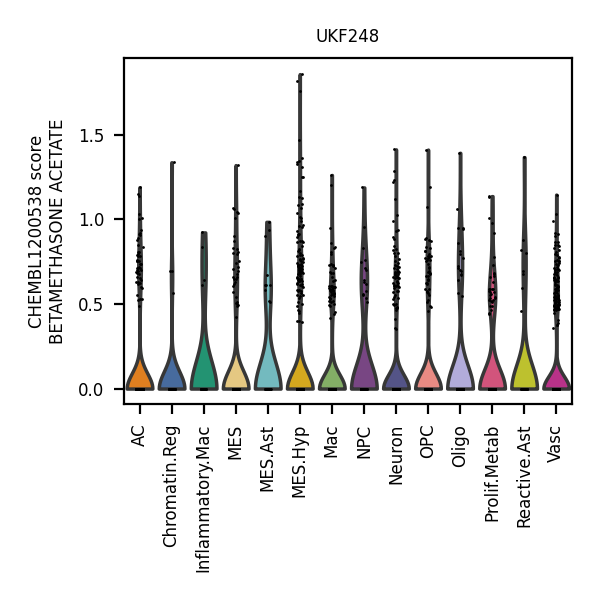 UKF248
CHEMBL1200538 score
BETAMETHASONE ACETATE
1.5
1.0
0.5
0.0
AC
Chromatin.Reg
Inflammatory.Mac
MES
MES.Ast
MES.Hyp
Mac
NPC
Neuron
OPC
Oligo
Prolif.Metab
Reactive.Ast
Vasc